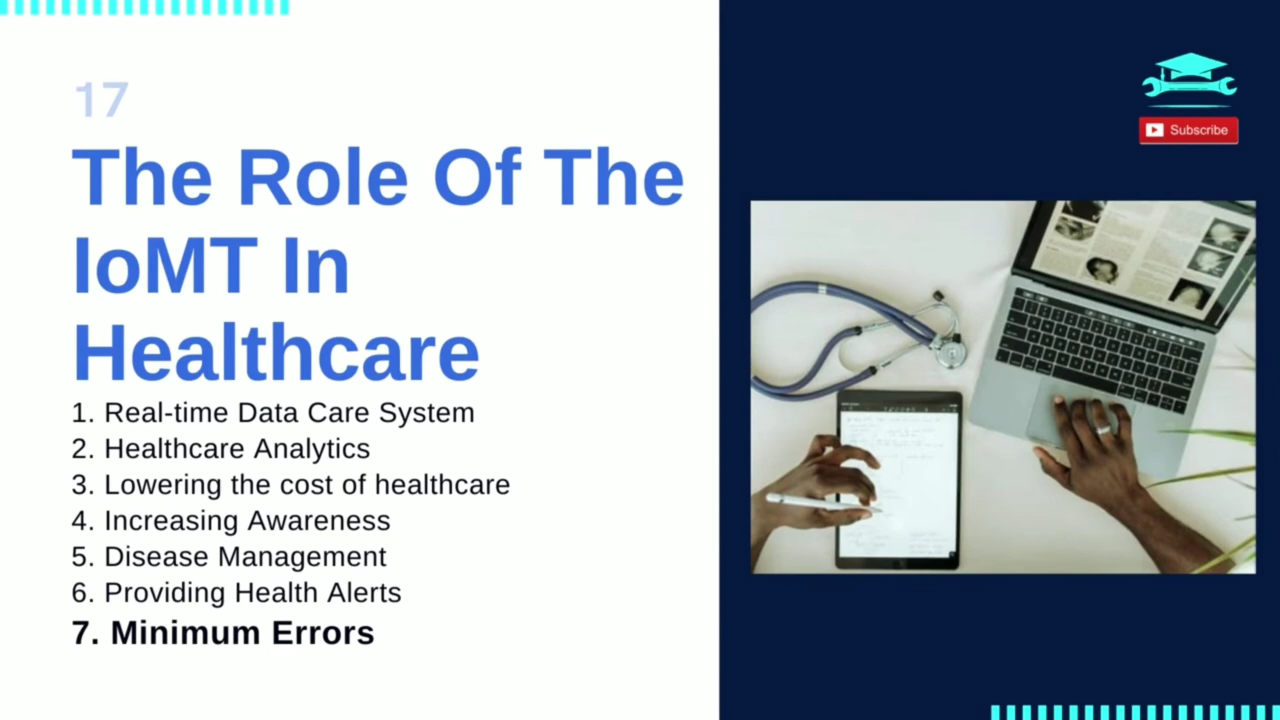 17
The Role Of The
IoMT In
Healthcare
1. Real-time Data Care System
2. Healthcare Analytics
3. Lowering the cost of healthcare
4. Increasing Awareness
5. Disease Management
6. Providing Health Alerts
7. Minimum Errors
Subscribe